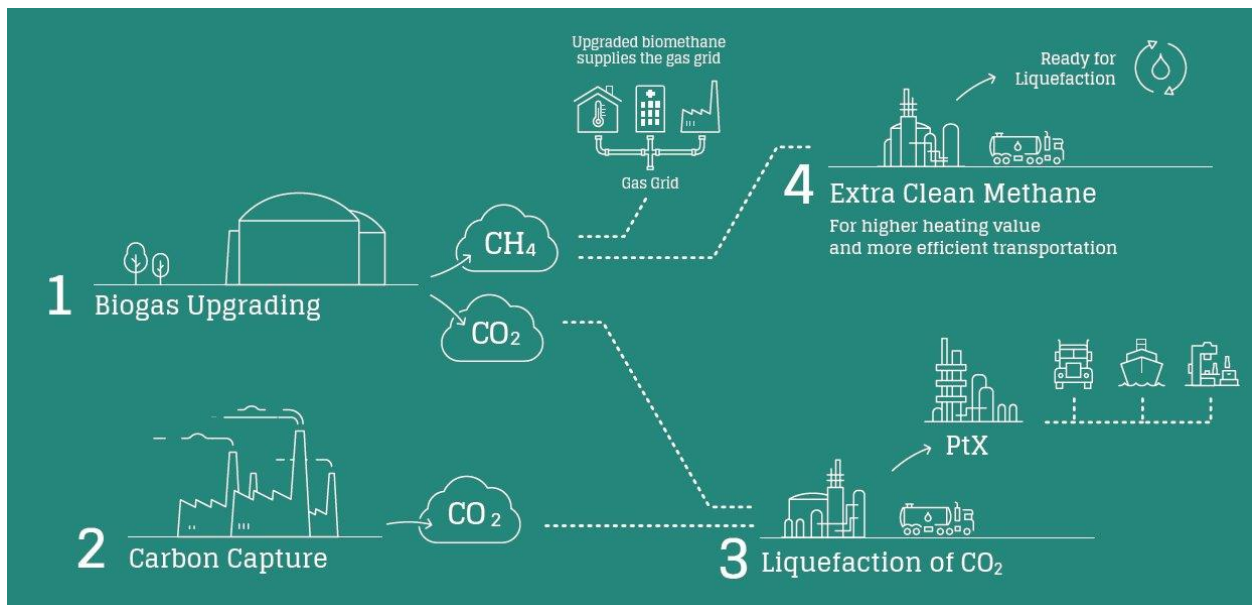 Upgraded biomethane
supplies the gas grid
Gas Grid
Ready for
Liquefaction
4 Extra Clean Methane
For higher heating value
and more efficient transportation
CH₄
1 Biogas Upgrading
CO₂
PtX
CO₂
2 Carbon Capture
3 Liquefaction of CO₂